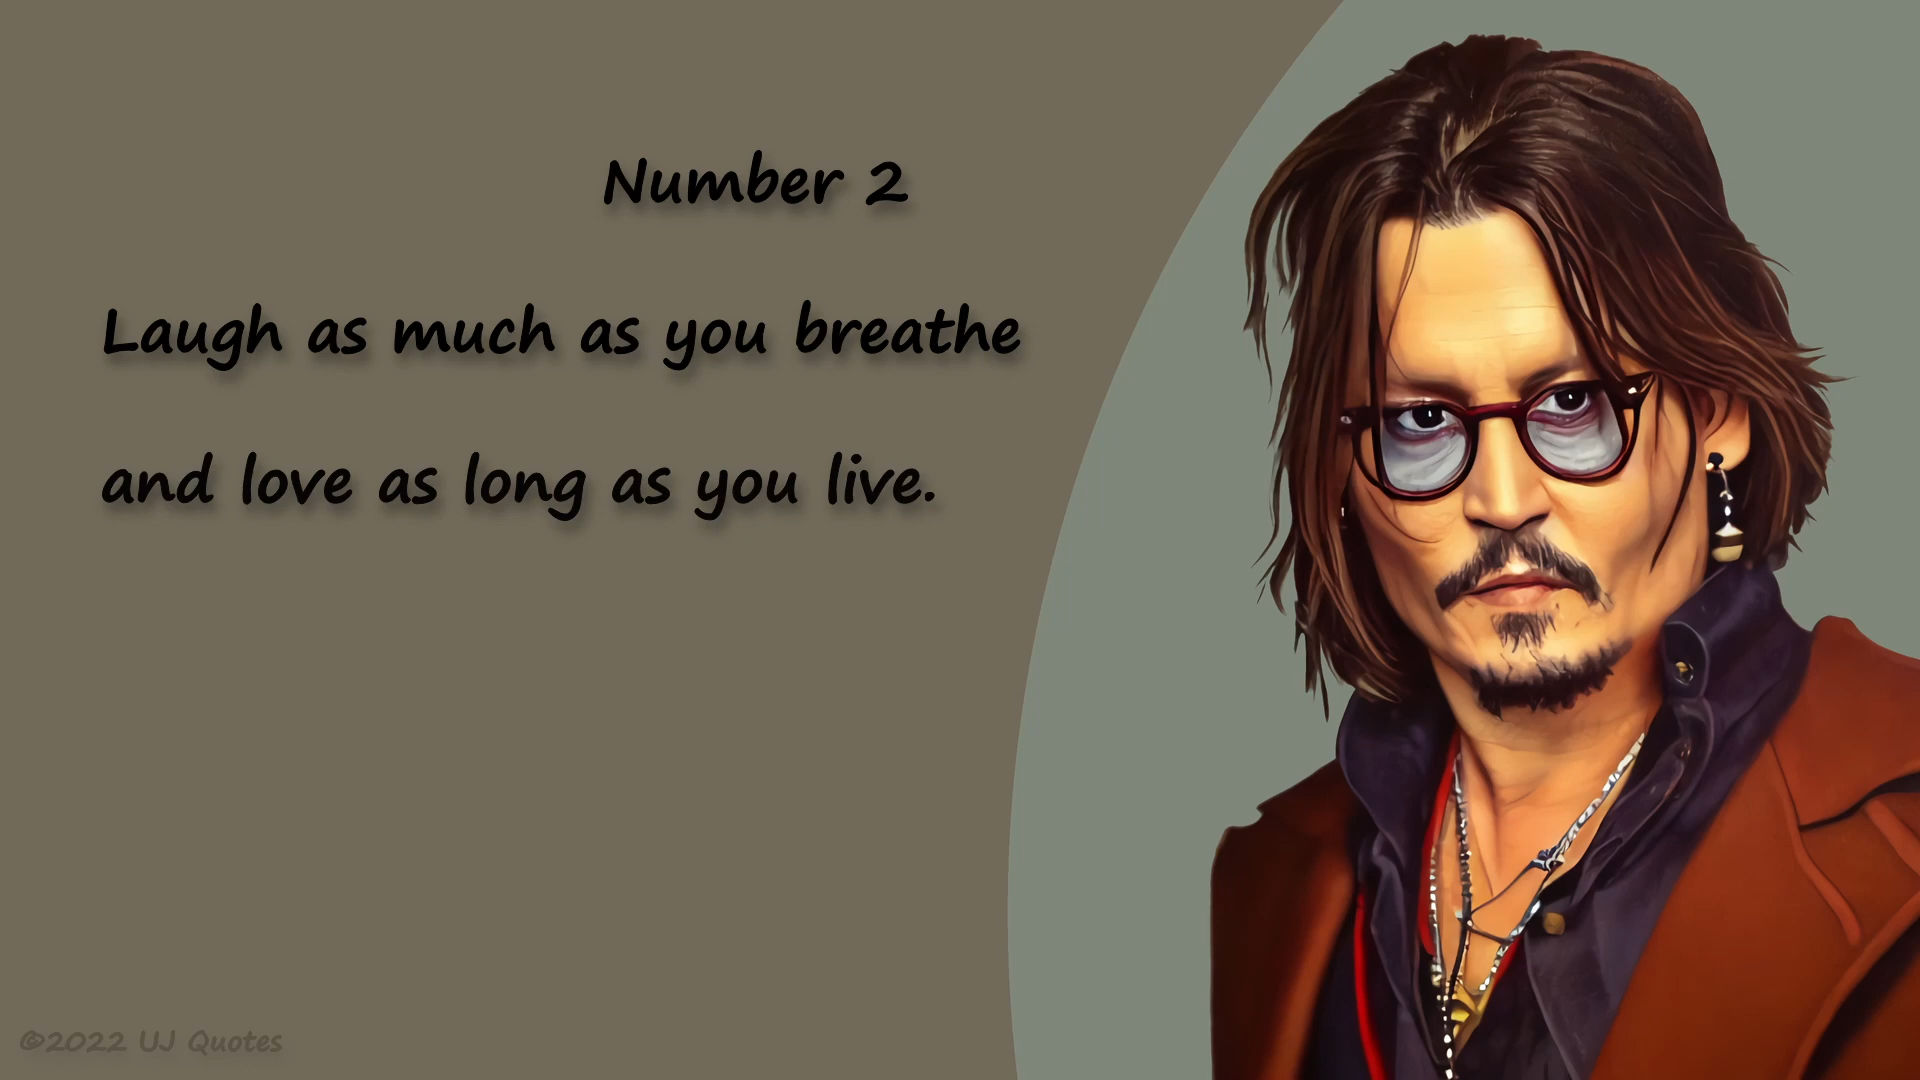 Number 2
Laugh as much as you breathe
and love as long as you live.
©2022 UJ Quotes